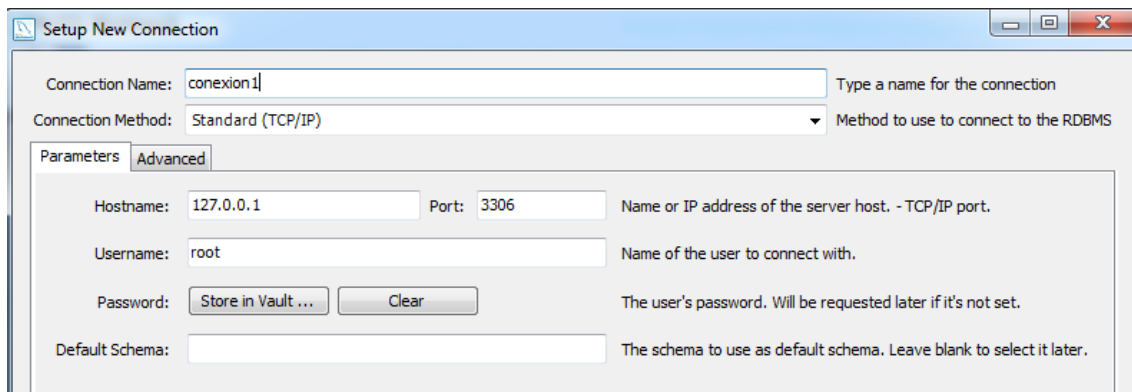 Setup New Connection
Connection Name: conexion1 Type a name for the connection
Connection Method: Standard (TCP/IP) Method to use to connect to the RDBMS
Parameters Advanced
Hostname: 127.0.0.1 Port: 3306 Name or IP address of the server host. - TCP/IP port.
Username: root Name of the user to connect with.
Password: Store in Vault ... Clear The user's password. Will be requested later if it's not set.
Default Schema: The schema to use as default schema. Leave blank to select it later.